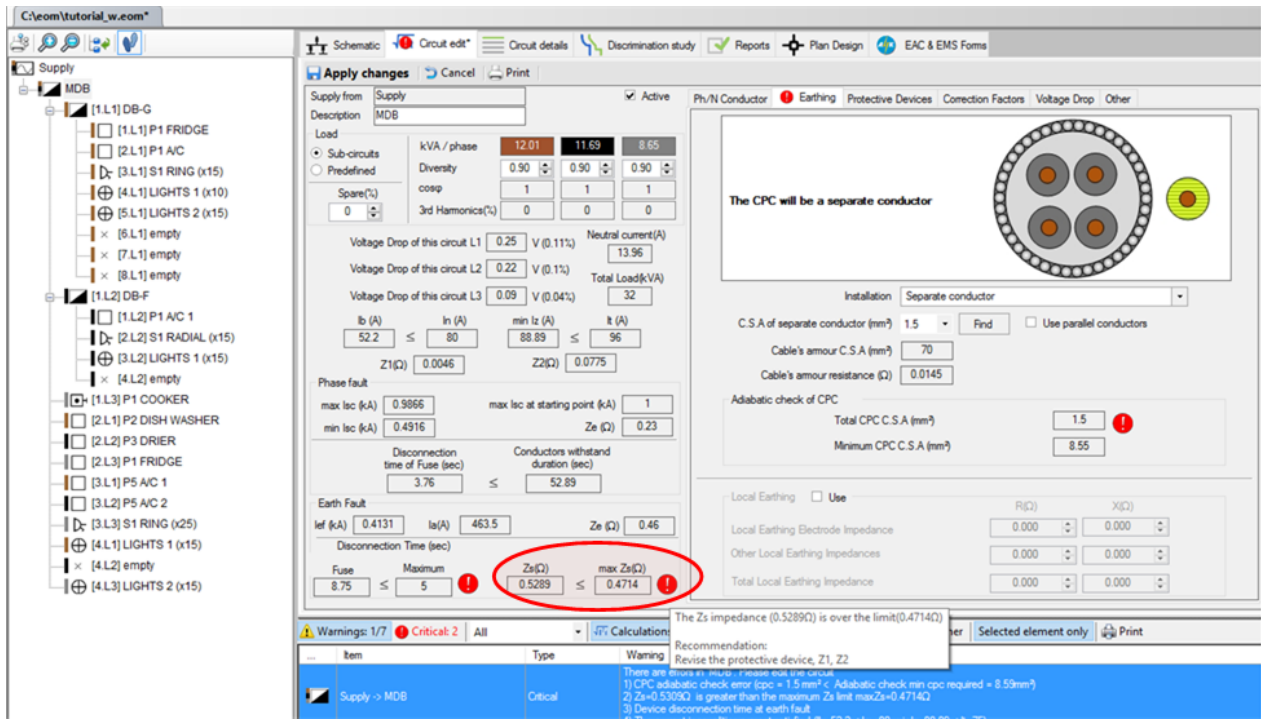 C:\eom\tutorial_w.eom*
Schematic Circuit edit* Circuit details Discrimination study Reports Plan Design EAC & EMS Forms
Apply changes Cancel Print
Supply
MDB
[1.L1] DB-G
[1.L1] P1 FRIDGE
[2.L1] P1 A/C
[3.L1] S1 RING (x15)
[4.L1] LIGHTS 1 (x10)
[5.L1] LIGHTS 2 (x15)
[6.L1] empty
[7.L1] empty
[8.L1] empty
[1.L2] DB-F
[1.L2] P1 A/C 1
[2.L2] S1 RADIAL (x15)
[3.L2] LIGHTS 1 (x15)
[4.L2] empty
[1.L3] P1 COOKER
[2.L1] P2 DISH WASHER
[2.L2] P3 DRIER
[2.L3] P1 FRIDGE
[3.L1] P5 A/C 1
[3.L2] P5 A/C 2
[3.L3] S1 RING (x25)
[4.L1] LIGHTS 1 (x15)
[4.L2] empty
[4.L3] LIGHTS 2 (x15)
Supply from Supply Active
Description MDB
Load
Sub-circuits
Predefined
Spare(%)
0
kVA / phase 12.01 11.69 8.65
Diversity 0.90 0.90 0.90
cosφ 1 1 1
3rd Harmonics(%) 0 0 0
Voltage Drop of this circuit L1 0.25 V (0.11%)
Voltage Drop of this circuit L2 0.22 V (0.1%)
Voltage Drop of this circuit L3 0.09 V (0.04%)
Neutral current(A)
13.96
Total Load(kVA)
32
Ib (A) In (A) min Iz (A) It (A)
52.2 ≤ 80 88.89 ≤ 96
Z1(Ω) 0.0046 Z2(Ω) 0.0775
Phase fault
max Isc (kA) 0.9866 max Isc at starting point (kA) 1
min Isc (kA) 0.4916 Ze (Ω) 0.23
Disconnection time of Fuse (sec) Conductors withstand duration (sec)
3.76 ≤ 52.89
Earth Fault
Ief (kA) 0.4131 Ia(A) 463.5 Ze (Ω) 0.46
Disconnection Time (sec)
Fuse Maximum Zs(Ω) max Zs(Ω)
8.75 ≤ 5 0.5289 ≤ 0.4714
Ph/N Conductor Earthing Protective Devices Correction Factors Voltage Drop Other
The CPC will be a separate conductor
Installation Separate conductor
C.S.A of separate conductor (mm²) 1.5 Find Use parallel conductors
Cable's armour C.S.A (mm²) 70
Cable's armour resistance (Ω) 0.0145
Adiabatic check of CPC
Total CPC C.S.A (mm²) 1.5
Minimum CPC C.S.A (mm²) 8.55
Local Earthing Use
R(Ω) X(Ω)
Local Earthing Electrode Impedance 0.000 0.000
Other Local Earthing Impedances 0.000 0.000
Total Local Earthing Impedance 0.000 0.000
The Zs impedance (0.5289Ω) is over the limit(0.4714Ω)
Recommendation:
Revise the protective device, Z1, Z2
Warnings: 1/7 Critical: 2 All Calculations Selected element only Print
... Item Type Warning
Supply -> MDB Critical
There are errors in 'MDB'. Please edit the circuit
1) CPC adiabatic check error (cpc = 1.5 mm² < Adiabatic check min cpc required = 8.59mm²)
2) Zs=0.5309Ω is greater than the maximum Zs limit maxZs=0.4714Ω
3) Device disconnection time at earth fault